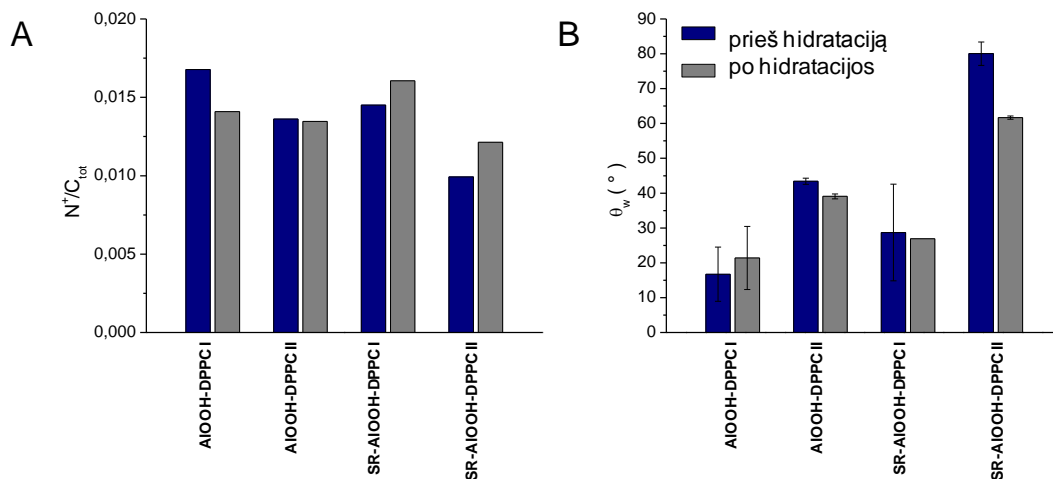 A
0,020
0,015
0,010
0,005
0,000
N⁺/C_tot
AlOOH-DPPC I
AlOOH-DPPC II
SR-AlOOH-DPPC I
SR-AlOOH-DPPC II
B
prieš hidrataciją
po hidratacijos
90
80
70
60
50
40
30
20
10
0
θ_w ( ° )
AlOOH-DPPC I
AlOOH-DPPC II
SR-AlOOH-DPPC I
SR-AlOOH-DPPC II